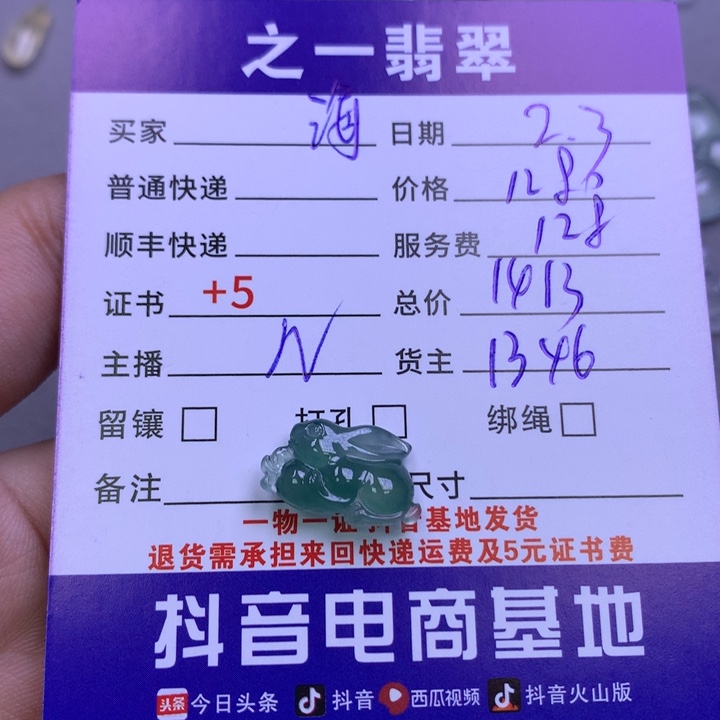 之一翡翠
买家 海 日期 2.3
普通快递 价格 1280
顺丰快递 服务费 128
证书 +5 总价 1413
主播 N 货主 1346
留镶 打孔 绑绳
备注 尺寸
一物一证 抖音基地发货
退货需承担来回快递运费及5元证书费
抖音电商基地
头条 今日头条 抖音 西瓜视频 抖音火山版